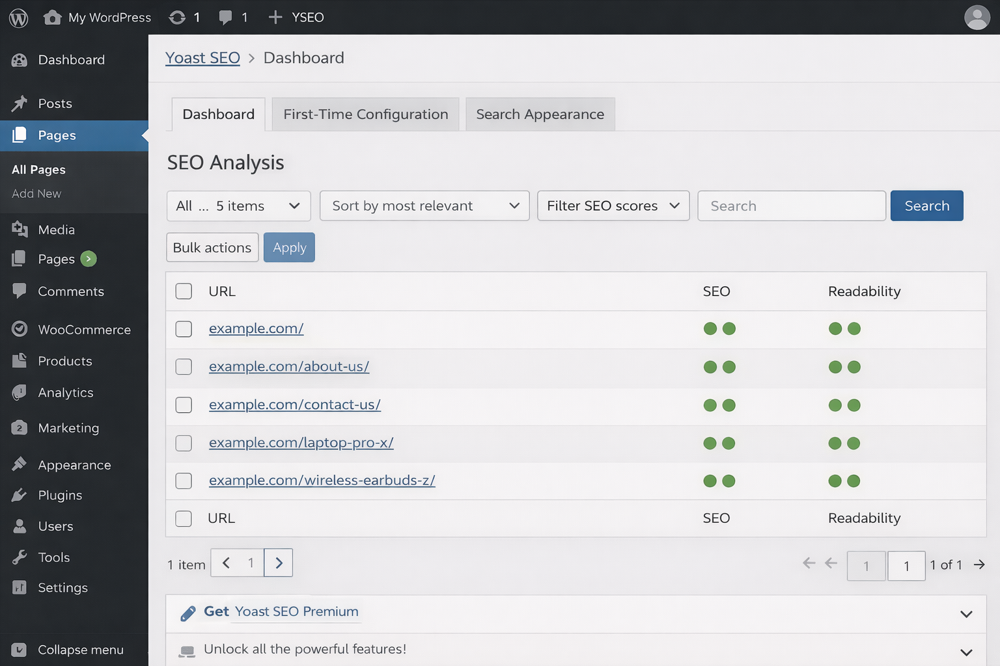 My WordPress 1 1 YSEO
Dashboard
Posts
Pages
All Pages
Add New
Media
Pages
Comments
WooCommerce
Products
Analytics
2 Marketing
Appearance
Plugins
Users
Tools
Settings
Collapse menu
Yoast SEO > Dashboard
Dashboard First-Time Configuration Search Appearance
SEO Analysis
All ... 5 items Sort by most relevant Filter SEO scores Search Search
Bulk actions Apply
URL SEO Readability
example.com/
example.com/about-us/
example.com/contact-us/
example.com/laptop-pro-x/
example.com/wireless-earbuds-z/
URL SEO Readability
1 item 1 1 1 1 of 1
Get Yoast SEO Premium
Unlock all the powerful features!